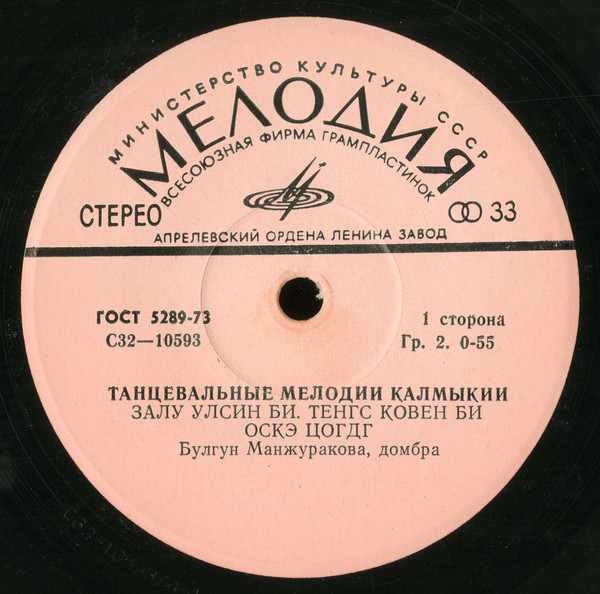 МИНИСТЕРСТВО КУЛЬТУРЫ СССР
МЕЛОДИЯ
ВСЕСОЮЗНАЯ ФИРМА ГРАМПЛАСТИНОК
СТЕРЕО
33
АПРЕЛЕВСКИЙ ОРДЕНА ЛЕНИНА ЗАВОД
ГОСТ 5289-73
С32—10593
1 сторона
Гр. 2. 0-55
ТАНЦЕВАЛЬНЫЕ МЕЛОДИИ КАЛМЫКИИ
ЗАЛУ УЛСИН БИ. ТЕНГС КОВЕН БИ
ОСКЭ ЦОГДГ
Булгун Манжуракова, домбра